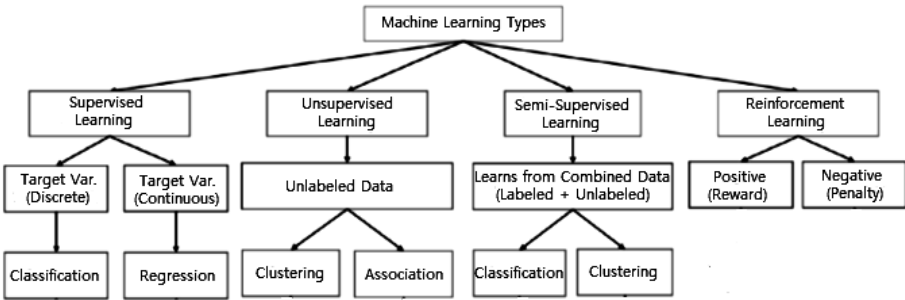 Machine Learning Types
Supervised
Learning
Unsupervised
Learning
Semi-Supervised
Learning
Reinforcement
Learning
Target Var.
(Discrete)
Target Var.
(Continuous)
Unlabeled Data
Learns from Combined Data
(Labeled + Unlabeled)
Positive
(Reward)
Negative
(Penalty)
Classification
Regression
Clustering
Association
Classification
Clustering